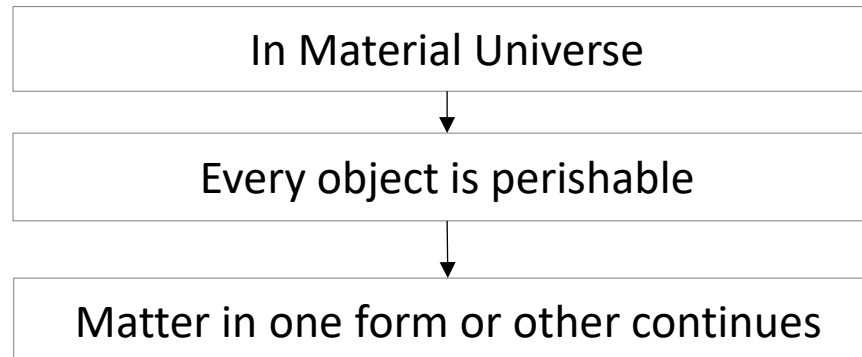 In Material Universe
Every object is perishable
Matter in one form or other continues